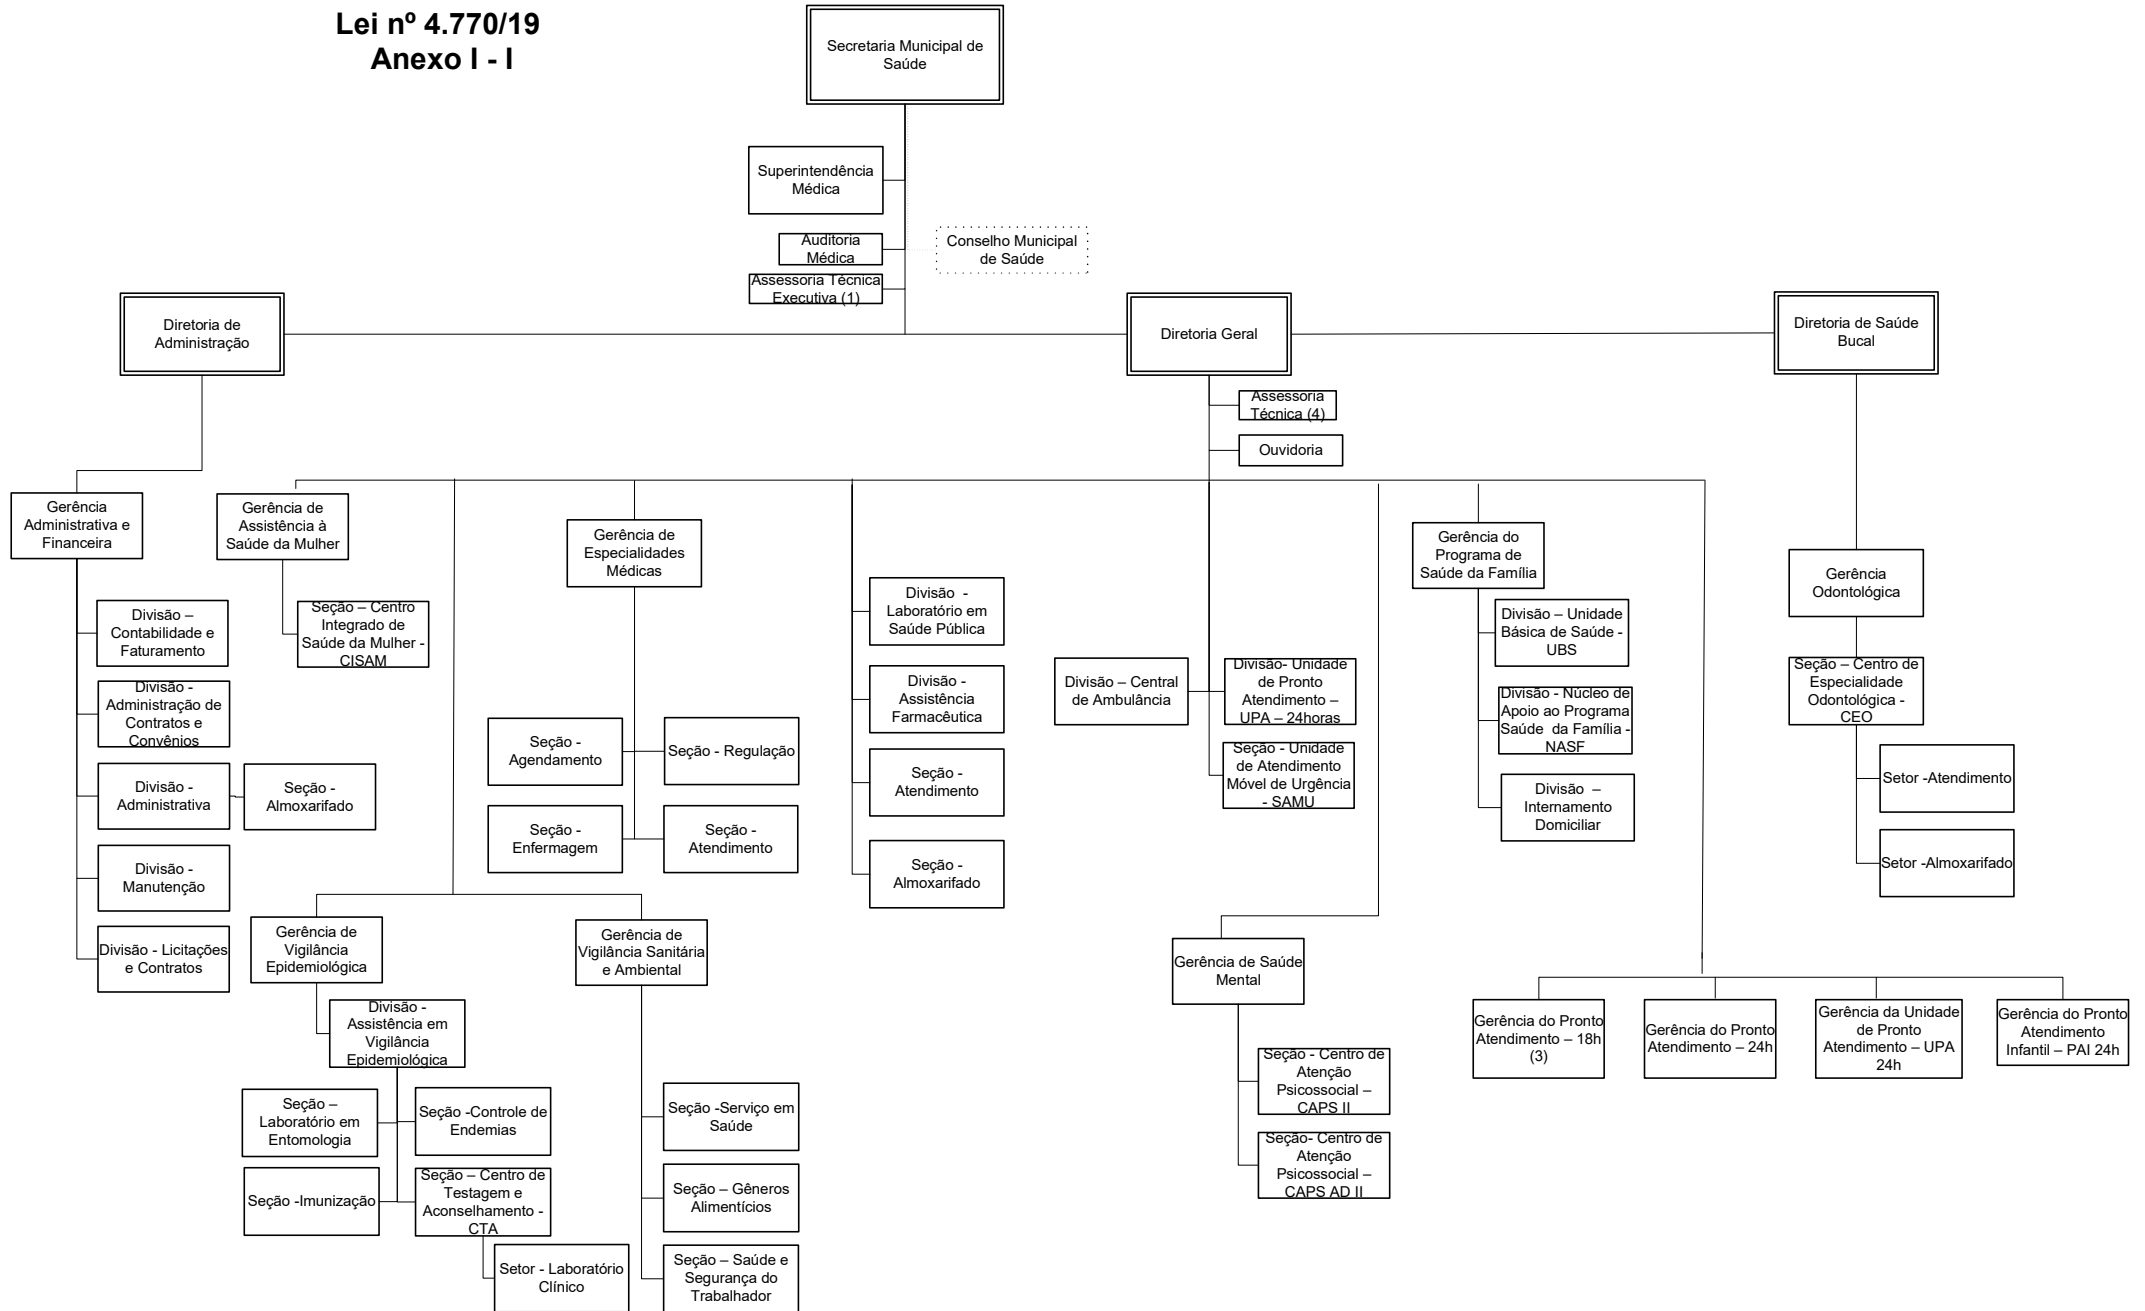 Lei nº 4.770/19
Anexo I - I
Secretaria Municipal de
Saúde
Superintendência
Médica
Auditoria
Médica
Conselho Municipal
de Saúde
Assessoria Técnica
Executiva (1)
Diretoria de
Administração
Diretoria Geral
Diretoria de Saúde
Bucal
Assessoria
Técnica (4)
Ouvidoria
Gerência
Administrativa e
Financeira
Divisão –
Contabilidade e
Faturamento
Divisão -
Administração de
Contratos e
Convênios
Divisão -
Administrativa
Seção -
Almoxarifado
Divisão -
Manutenção
Divisão - Licitações
e Contratos
Gerência de
Assistência à
Saúde da Mulher
Seção – Centro
Integrado de
Saúde da Mulher -
CISAM
Gerência de
Vigilância
Epidemiológica
Divisão -
Assistência em
Vigilância
Epidemiológica
Seção –
Laboratório em
Entomologia
Seção -Controle de
Endemias
Seção -Imunização
Seção – Centro de
Testagem e
Aconselhamento -
CTA
Setor - Laboratório
Clínico
Gerência de
Vigilância Sanitária
e Ambiental
Seção -Serviço em
Saúde
Seção – Gêneros
Alimentícios
Seção – Saúde e
Segurança do
Trabalhador
Gerência de
Especialidades
Médicas
Seção -
Agendamento
Seção - Regulação
Seção -
Enfermagem
Seção -
Atendimento
Divisão  -
Laboratório em
Saúde Pública
Divisão -
Assistência
Farmacêutica
Seção -
Atendimento
Seção -
Almoxarifado
Divisão – Central
de Ambulância
Divisão- Unidade
de Pronto
Atendimento –
UPA – 24horas
Seção - Unidade
de Atendimento
Móvel de Urgência
- SAMU
Gerência de Saúde
Mental
Seção - Centro de
Atenção
Psicossocial –
CAPS II
Seção- Centro de
Atenção
Psicossocial –
CAPS AD II
Gerência do
Programa de
Saúde da Família
Divisão – Unidade
Básica de Saúde -
UBS
Divisão - Núcleo de
Apoio ao Programa
Saúde  da Família -
NASF
Divisão  –
Internamento
Domiciliar
Gerência do Pronto
Atendimento – 18h
(3)
Gerência do Pronto
Atendimento – 24h
Gerência da Unidade
de Pronto
Atendimento – UPA
24h
Gerência do Pronto
Atendimento
Infantil – PAI 24h
Gerência
Odontológica
Seção – Centro de
Especialidade
Odontológica -
CEO
Setor -Atendimento
Setor -Almoxarifado